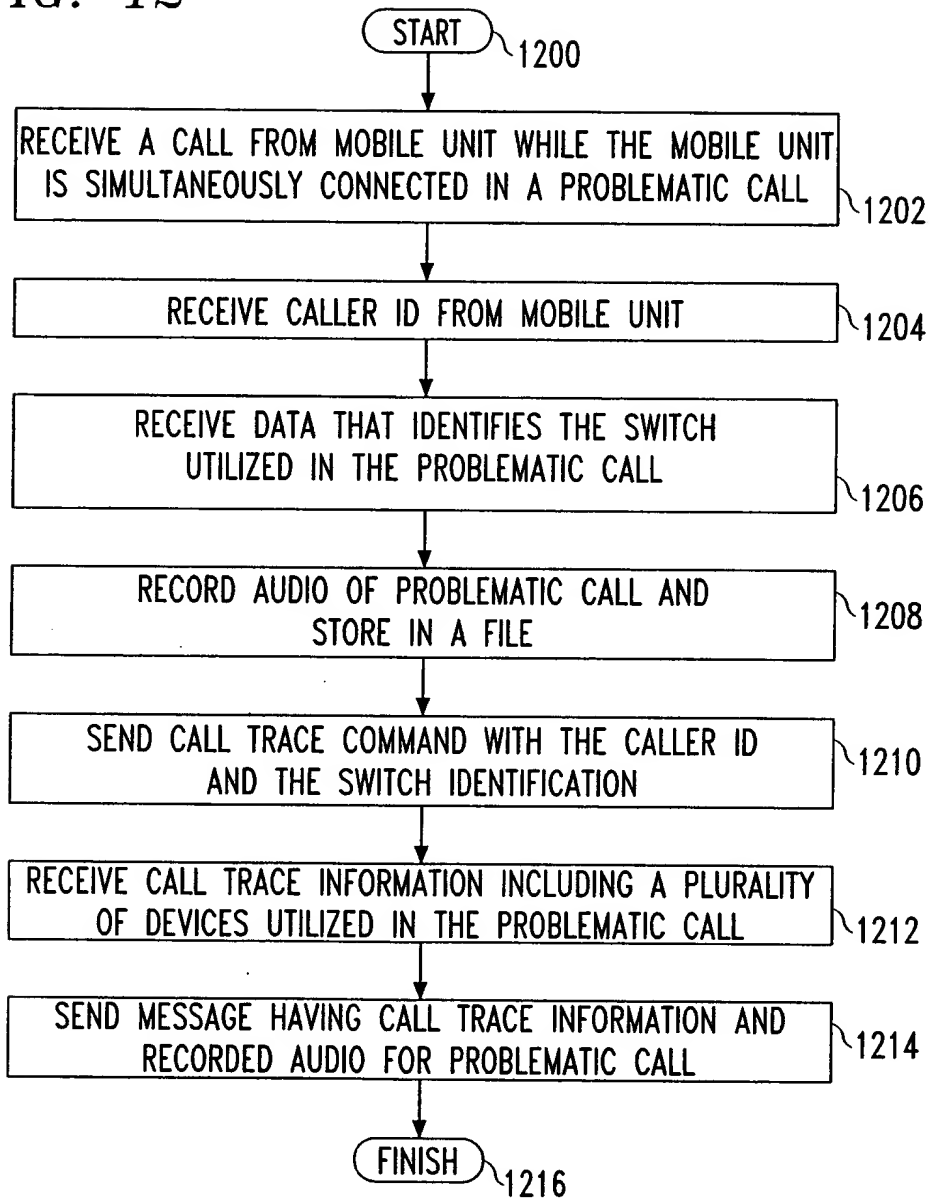 FIG. 12
START
1200
RECEIVE A CALL FROM MOBILE UNIT WHILE THE MOBILE UNIT
IS SIMULTANEOUSLY CONNECTED IN A PROBLEMATIC CALL
1202
RECEIVE CALLER ID FROM MOBILE UNIT
1204
RECEIVE DATA THAT IDENTIFIES THE SWITCH
UTILIZED IN THE PROBLEMATIC CALL
1206
RECORD AUDIO OF PROBLEMATIC CALL AND
STORE IN A FILE
1208
SEND CALL TRACE COMMAND WITH THE CALLER ID
AND THE SWITCH IDENTIFICATION
1210
RECEIVE CALL TRACE INFORMATION INCLUDING A PLURALITY
OF DEVICES UTILIZED IN THE PROBLEMATIC CALL
1212
SEND MESSAGE HAVING CALL TRACE INFORMATION AND
RECORDED AUDIO FOR PROBLEMATIC CALL
1214
FINISH
1216